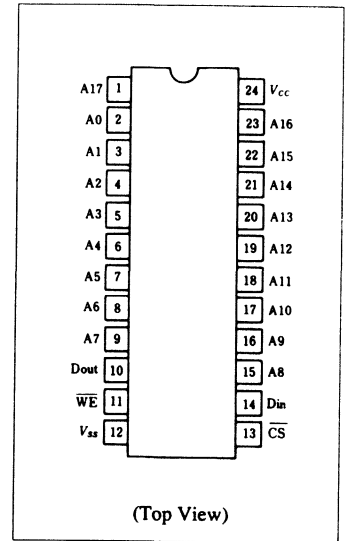 A17 1 24 Vcc
A0 2 23 A16
A1 3 22 A15
A2 4 21 A14
A3 5 20 A13
A4 6 19 A12
A5 7 18 A11
A6 8 17 A10
A7 9 16 A9
Dout 10 15 A8
W̅E̅ 11 14 Din
Vss 12 13 C̅S̅
(Top View)